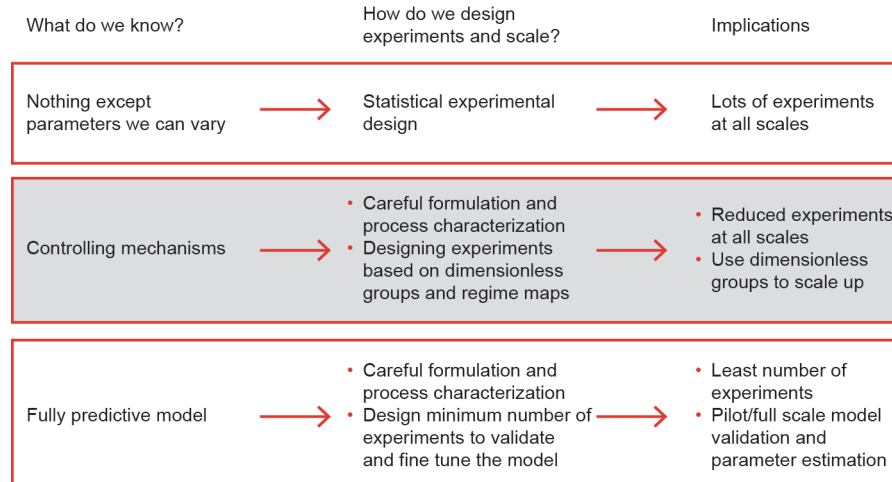 What do we know?
How do we design
experiments and scale?
Implications
Nothing except
parameters we can vary
Statistical experimental
design
Lots of experiments
at all scales
Controlling mechanisms
• Careful formulation and
process characterization
• Designing experiments
based on dimensionless
groups and regime maps
• Reduced experiments
at all scales
• Use dimensionless
groups to scale up
Fully predictive model
• Careful formulation and
process characterization
• Design minimum number of
experiments to validate
and fine tune the model
• Least number of
experiments
• Pilot/full scale model
validation and
parameter estimation